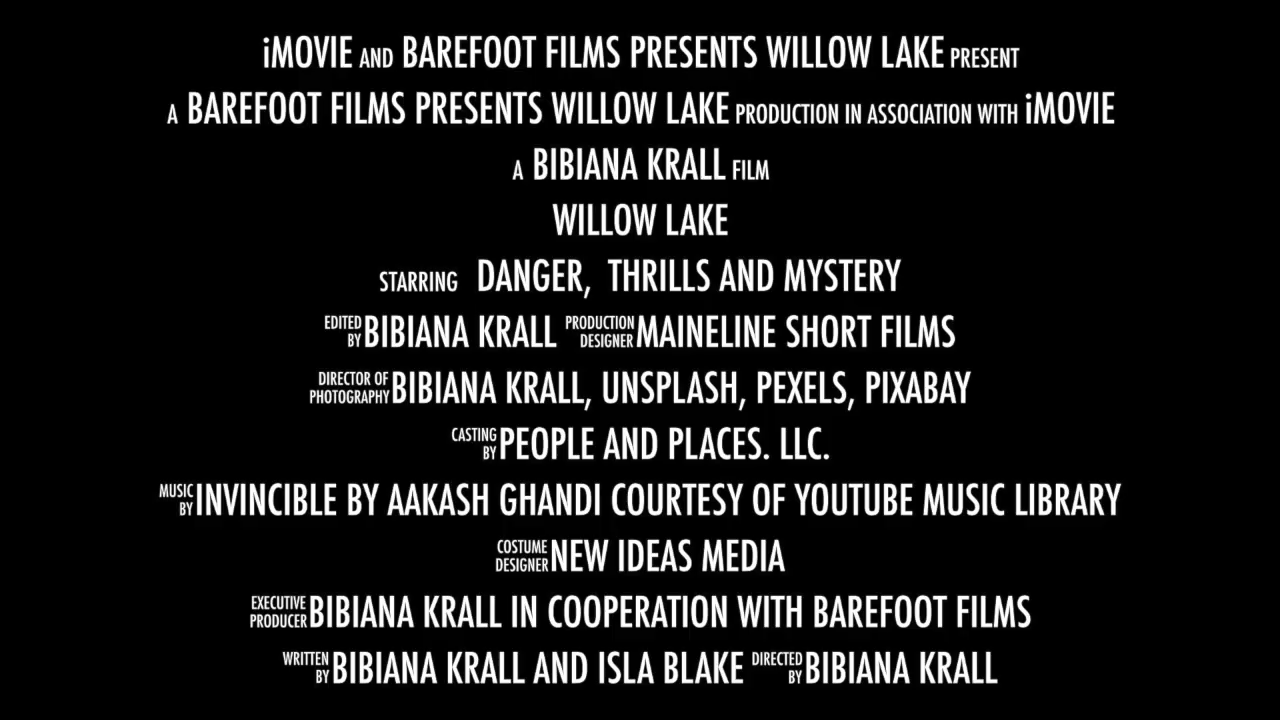 iMOVIE AND BAREFOOT FILMS PRESENTS WILLOW LAKE PRESENT
A BAREFOOT FILMS PRESENTS WILLOW LAKE PRODUCTION IN ASSOCIATION WITH iMOVIE
A BIBIANA KRALL FILM
WILLOW LAKE
STARRING DANGER, THRILLS AND MYSTERY
EDITED BY BIBIANA KRALL PRODUCTION DESIGNER MAINELINE SHORT FILMS
DIRECTOR OF PHOTOGRAPHY BIBIANA KRALL, UNSPLASH, PEXELS, PIXABAY
CASTING BY PEOPLE AND PLACES. LLC.
MUSIC BY INVINCIBLE BY AAKASH GHANDI COURTESY OF YOUTUBE MUSIC LIBRARY
COSTUME DESIGNER NEW IDEAS MEDIA
EXECUTIVE PRODUCER BIBIANA KRALL IN COOPERATION WITH BAREFOOT FILMS
WRITTEN BY BIBIANA KRALL AND ISLA BLAKE DIRECTED BY BIBIANA KRALL